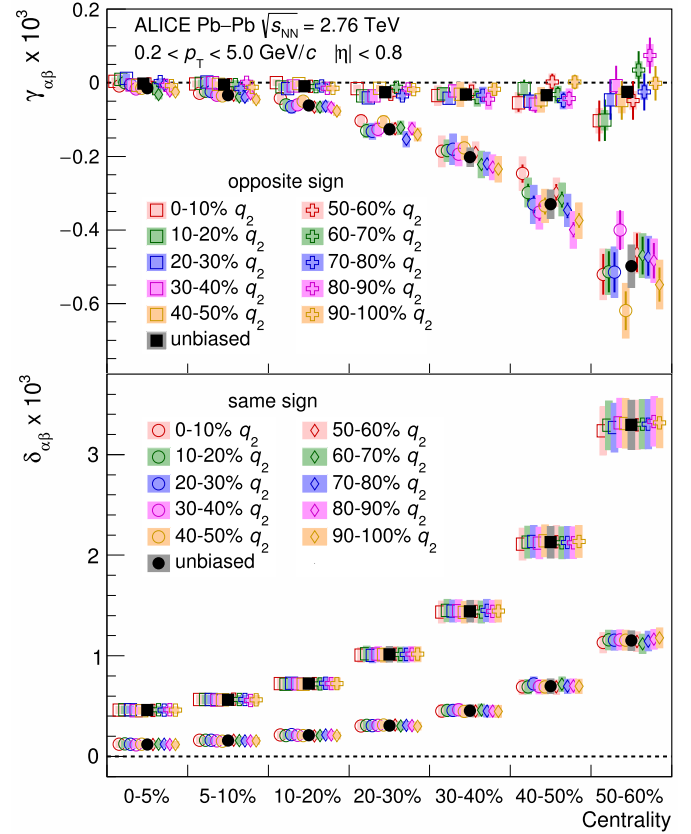 ALICE Pb–Pb √sNN = 2.76 TeV
0.2 < pT < 5.0 GeV/c |η| < 0.8
γαβ x 10³
0.2
0
−0.2
−0.4
−0.6
opposite sign
0-10% q2 50-60% q2
10-20% q2 60-70% q2
20-30% q2 70-80% q2
30-40% q2 80-90% q2
40-50% q2 90-100% q2
unbiased
δαβ x 10³
3
2
1
0
same sign
0-10% q2 50-60% q2
10-20% q2 60-70% q2
20-30% q2 70-80% q2
30-40% q2 80-90% q2
40-50% q2 90-100% q2
unbiased
0-5% 5-10% 10-20% 20-30% 30-40% 40-50% 50-60%
Centrality